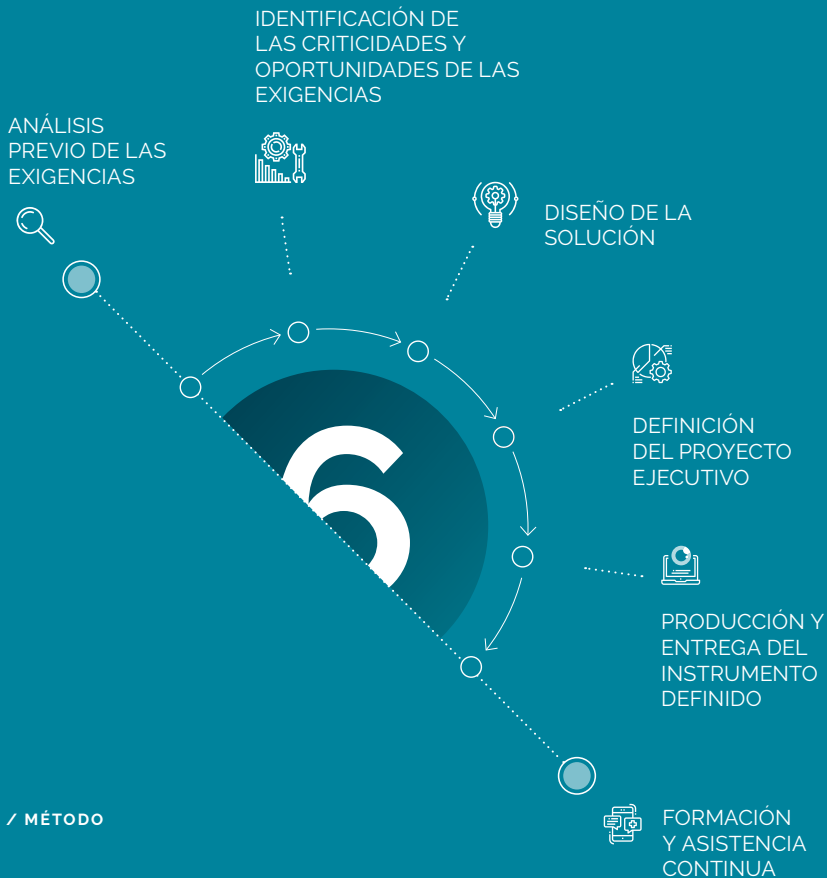 ANÁLISIS
PREVIO DE LAS
EXIGENCIAS
IDENTIFICACIÓN DE
LAS CRITICIDADES Y
OPORTUNIDADES DE LAS
EXIGENCIAS
DISEÑO DE LA
SOLUCIÓN
DEFINICIÓN
DEL PROYECTO
EJECUTIVO
PRODUCCIÓN Y
ENTREGA DEL
INSTRUMENTO
DEFINIDO
FORMACIÓN
Y ASISTENCIA
CONTINUA
6
/ MÉTODO